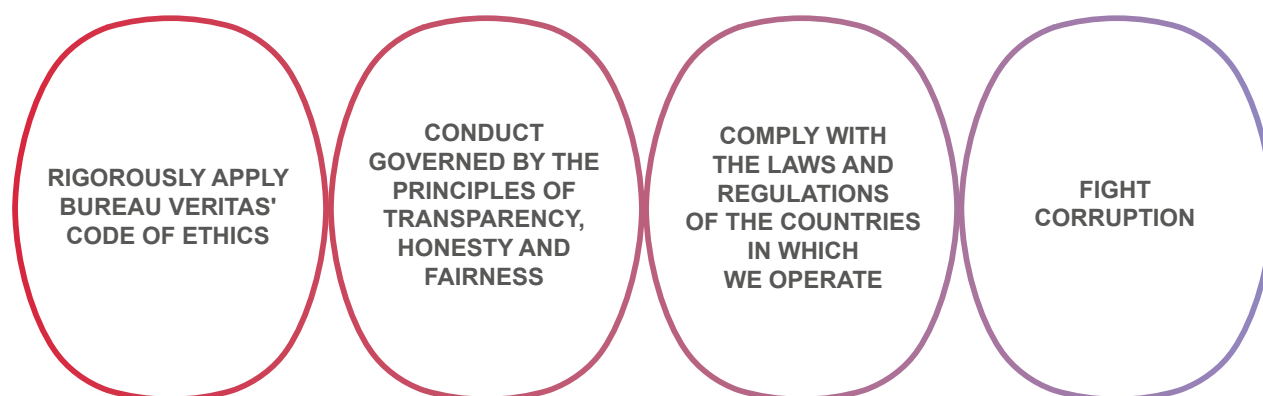 RIGOROUSLY APPLY
BUREAU VERITAS'
CODE OF ETHICS
CONDUCT
GOVERNED BY THE
PRINCIPLES OF
TRANSPARENCY,
HONESTY AND
FAIRNESS
COMPLY WITH
THE LAWS AND
REGULATIONS
OF THE COUNTRIES
IN WHICH
WE OPERATE
FIGHT
CORRUPTION